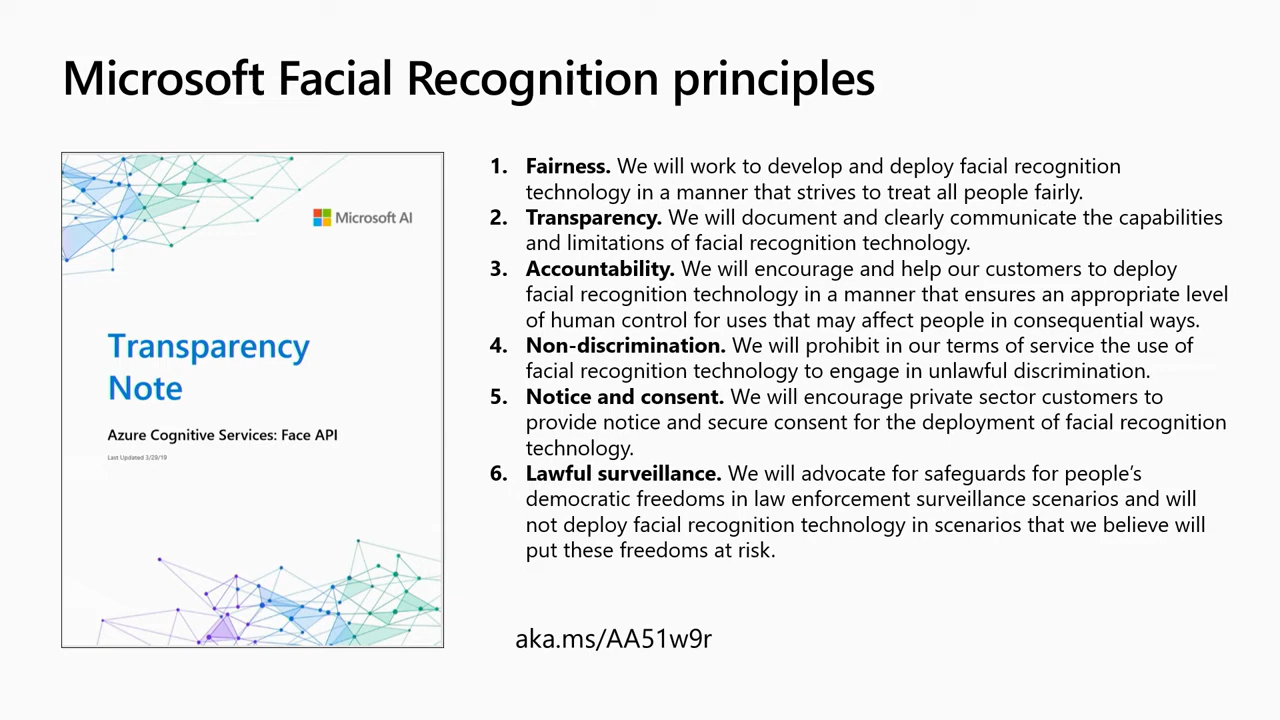 Microsoft Facial Recognition principles
Microsoft AI
Transparency
Note
Azure Cognitive Services: Face API
Last Updated 3/29/19
1. Fairness. We will work to develop and deploy facial recognition
technology in a manner that strives to treat all people fairly.
2. Transparency. We will document and clearly communicate the capabilities
and limitations of facial recognition technology.
3. Accountability. We will encourage and help our customers to deploy
facial recognition technology in a manner that ensures an appropriate level
of human control for uses that may affect people in consequential ways.
4. Non-discrimination. We will prohibit in our terms of service the use of
facial recognition technology to engage in unlawful discrimination.
5. Notice and consent. We will encourage private sector customers to
provide notice and secure consent for the deployment of facial recognition
technology.
6. Lawful surveillance. We will advocate for safeguards for people’s
democratic freedoms in law enforcement surveillance scenarios and will
not deploy facial recognition technology in scenarios that we believe will
put these freedoms at risk.
aka.ms/AA51w9r